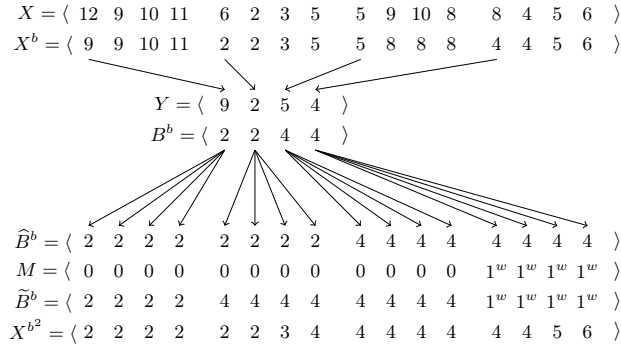 X = ⟨ 12 9 10 11 6 2 3 5 5 9 10 8 8 4 5 6 ⟩
X^b = ⟨ 9 9 10 11 2 2 3 5 5 8 8 8 4 4 5 6 ⟩
Y = ⟨ 9 2 5 4 ⟩
B^b = ⟨ 2 2 4 4 ⟩
B̂^b = ⟨ 2 2 2 2 2 2 2 2 4 4 4 4 4 4 4 4 ⟩
M = ⟨ 0 0 0 0 0 0 0 0 0 0 0 0 1^w 1^w 1^w 1^w ⟩
B̃^b = ⟨ 2 2 2 2 4 4 4 4 4 4 4 4 1^w 1^w 1^w 1^w ⟩
X^{b^2} = ⟨ 2 2 2 2 2 2 3 4 4 4 4 4 4 4 5 6 ⟩